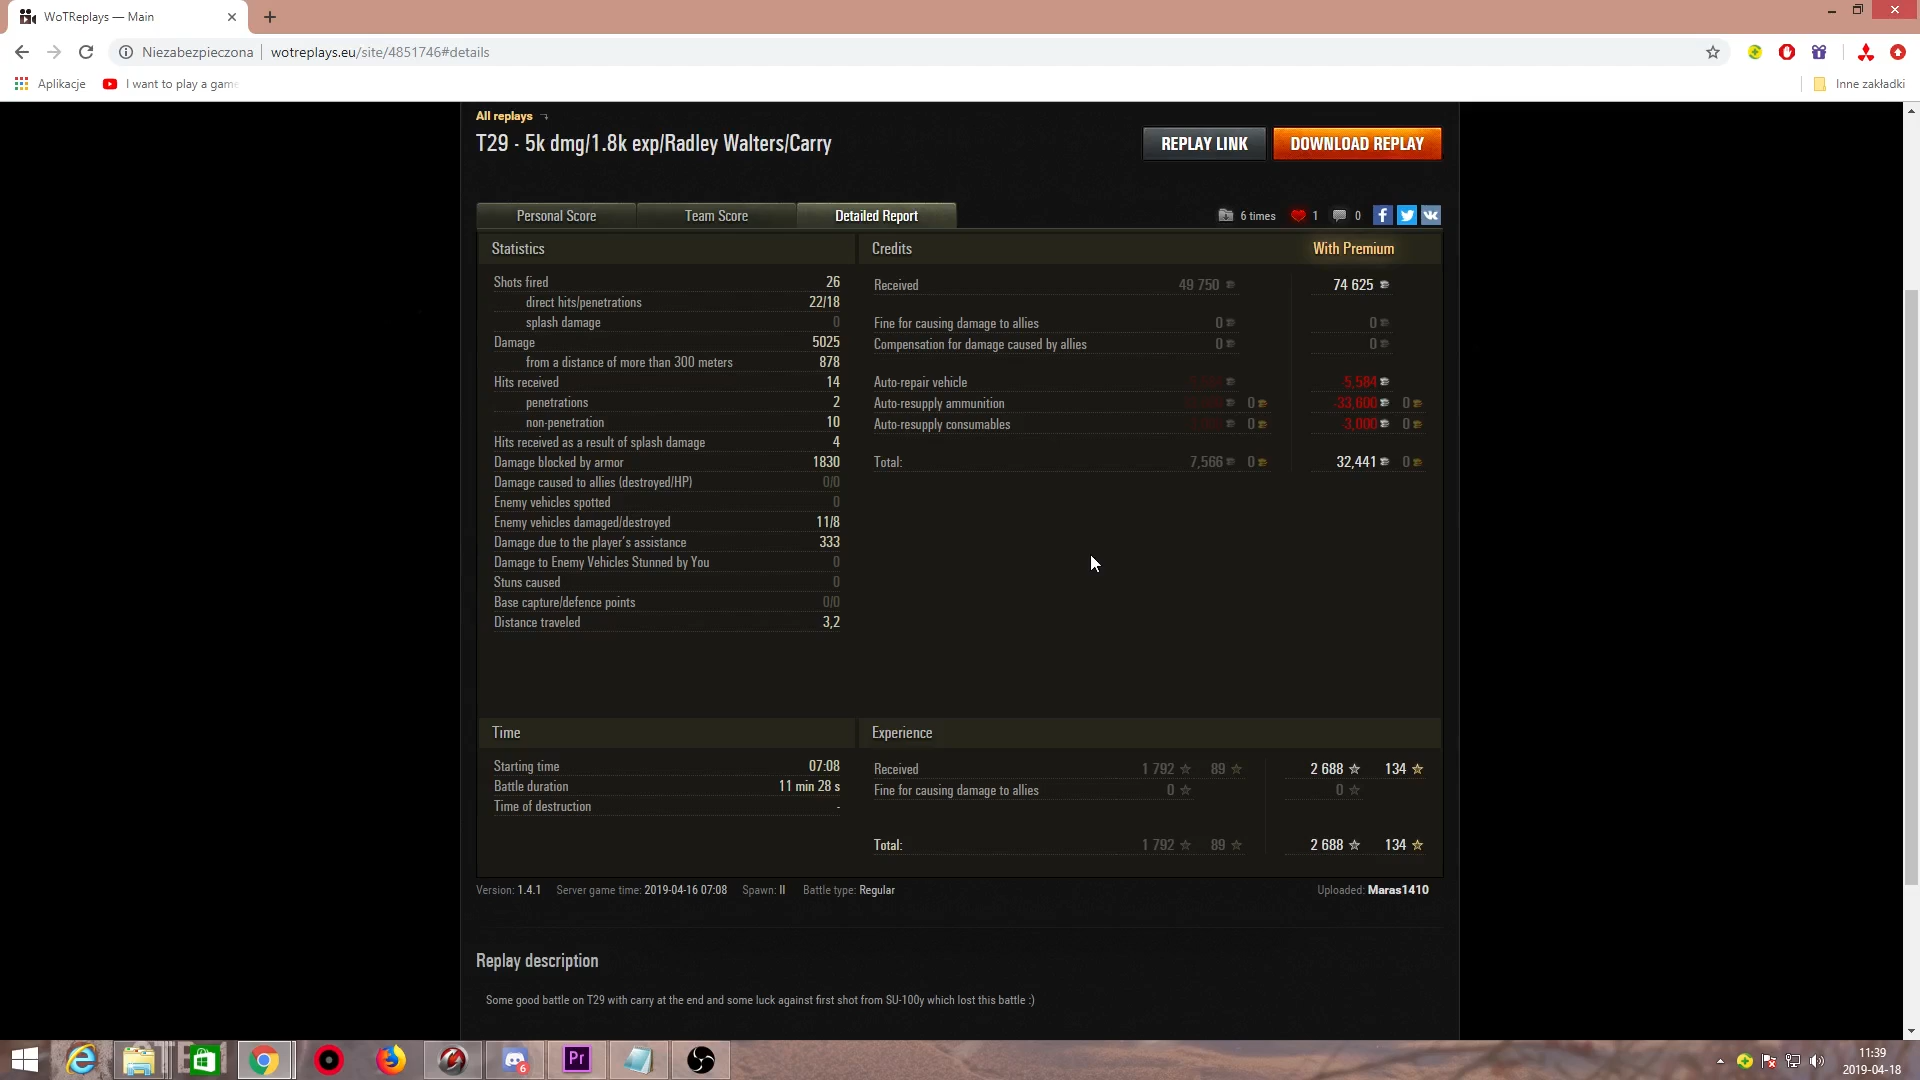 WoTReplays — Main
Niezabezpieczona wotreplays.eu/site/4851746#details
Aplikacje I want to play a game Inne zakładki
All replays
T29 - 5k dmg/1.8k exp/Radley Walters/Carry
REPLAY LINK DOWNLOAD REPLAY
Personal Score Team Score Detailed Report 6 times 1 0
Statistics Credits With Premium
Shots fired 26
Received 49 750 74 625
direct hits/penetrations 22/18
splash damage 0
Fine for causing damage to allies 0 0
Damage 5025
Compensation for damage caused by allies 0 0
from a distance of more than 300 meters 878
Hits received 14
Auto-repair vehicle -5,584
penetrations 2
Auto-resupply ammunition 0 -33,600 0
non-penetration 10
Auto-resupply consumables 0 -3,000 0
Hits received as a result of splash damage 4
Damage blocked by armor 1830
Total: 7,566 0 32,441 0
Damage caused to allies (destroyed/HP) 0/0
Enemy vehicles spotted 0
Enemy vehicles damaged/destroyed 11/8
Damage due to the player's assistance 333
Damage to Enemy Vehicles Stunned by You 0
Stuns caused 0
Base capture/defence points 0/0
Distance traveled 3,2
Time Experience
Starting time 07:08
Received 1 792 89 2 688 134
Battle duration 11 min 28 s
Fine for causing damage to allies 0 0
Time of destruction -
Total: 1 792 89 2 688 134
Version: 1.4.1 Server game time: 2019-04-16 07:08 Spawn: II Battle type: Regular Uploaded: Maras1410
Replay description
Some good battle on T29 with carry at the end and some luck against first shot from SU-100y which lost this battle :)
Pr
6
11:39
2019-04-18